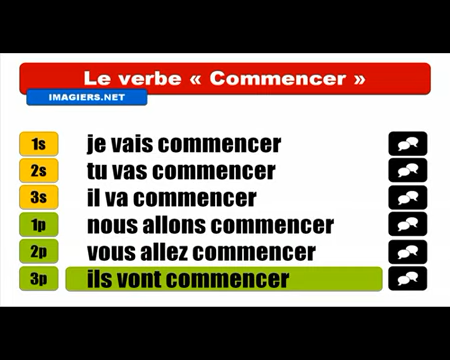 Le verbe « Commencer »
IMAGIERS.NET
1s je vais commencer
2s tu vas commencer
3s il va commencer
1p nous allons commencer
2p vous allez commencer
3p ils vont commencer